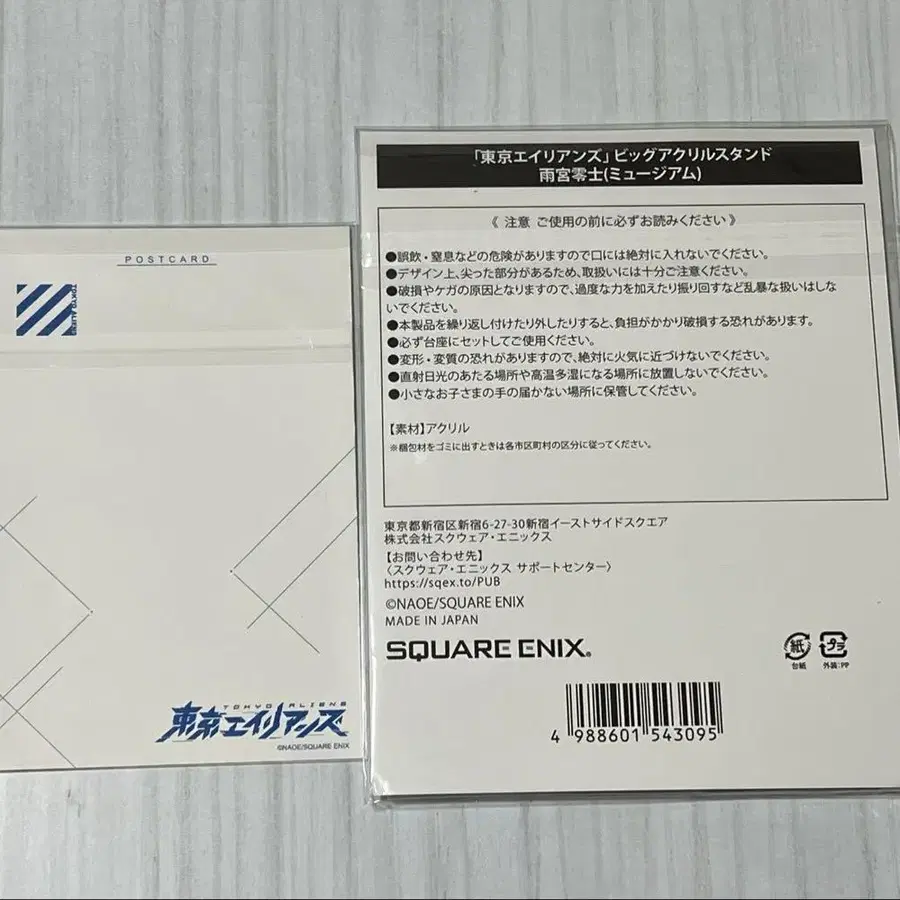 POSTCARD
TOKYO ALIENS
TOKYO ALIENS
東京エイリアンズ
©NAOE/SQUARE ENIX
「東京エイリアンズ」ビッグアクリルスタンド
雨宮零士(ミュージアム)
《 注意 ご使用の前に必ずお読みください 》
●誤飲・窒息などの危険がありますので口には絶対に入れないでください。
●デザイン上、尖った部分があるため、取扱いには十分ご注意ください。
●破損やケガの原因となりますので、過度な力を加えたり振り回すなど乱暴な扱いはしな
いでください。
●本製品を繰り返し付けたり外したりすると、負担がかかり破損する恐れがあります。
●必ず台座にセットしてご使用ください。
●変形・変質の恐れがありますので、絶対に火気に近づけないでください。
●直射日光のあたる場所や高温多湿になる場所に放置しないでください。
●小さなお子さまの手の届かない場所に保管してください。
【素材】アクリル
※梱包材をゴミに出すときは各市区町村の区分に従ってください。
東京都新宿区新宿6-27-30新宿イーストサイドスクエア
株式会社スクウェア・エニックス
【お問い合わせ先】
〈スクウェア・エニックス サポートセンター〉
https://sqex.to/PUB
©NAOE/SQUARE ENIX
MADE IN JAPAN
SQUARE ENIX®
紙 プラ
台紙 外装:PP
4 988601 543095